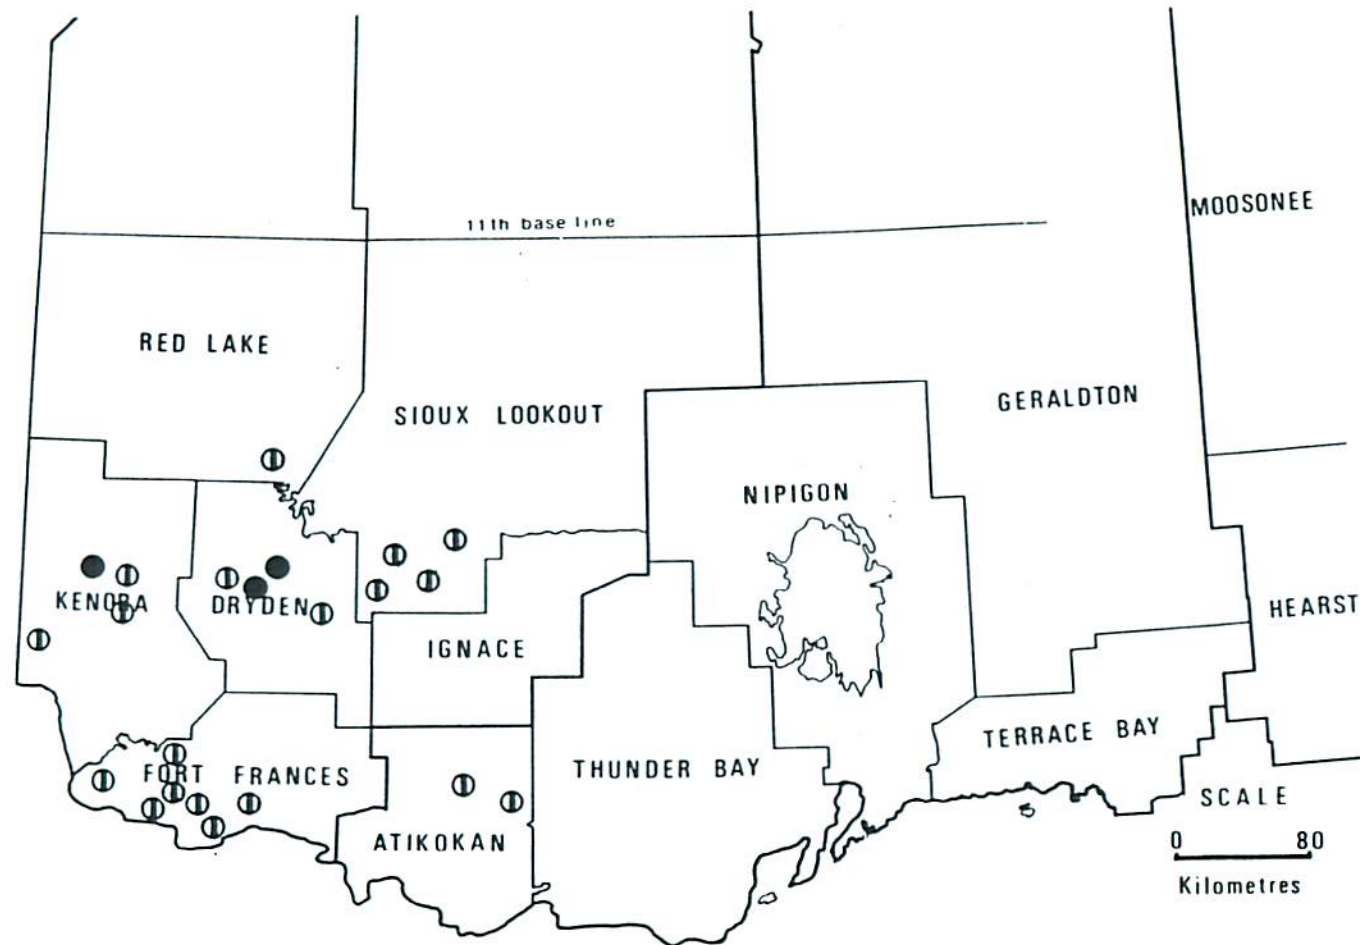 MOOSONEE
11th base line
RED LAKE
SIOUX LOOKOUT
GERALDTON
NIPIGON
KENORA
DRYDEN
HEARST
IGNACE
TERRACE BAY
FORT FRANCES
THUNDER BAY
ATIKOKAN
SCALE
0 80
Kilometres